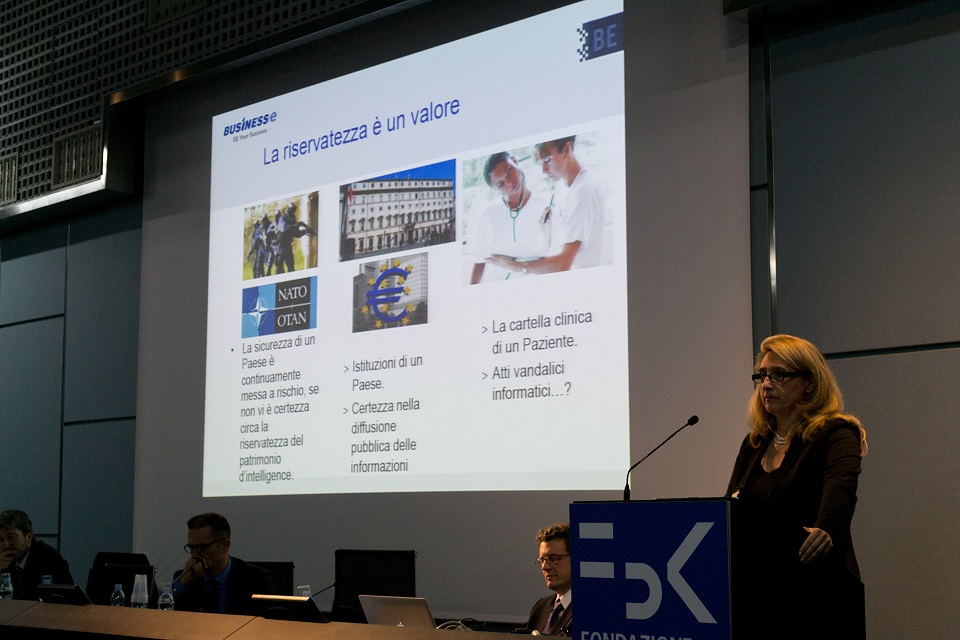 BUSINESS-e
BE Your Business
BE
La riservatezza è un valore
NATO
OTAN
• La sicurezza di un
Paese è
continuamente
messa a rischio, se
non vi è certezza
circa la
riservatezza del
patrimonio
d'intelligence.
> Istituzioni di un
Paese.
> Certezza nella
diffusione
pubblica delle
informazioni
> La cartella clinica
di un Paziente.
> Atti vandalici
informatici…?
FBK
FONDAZIONE